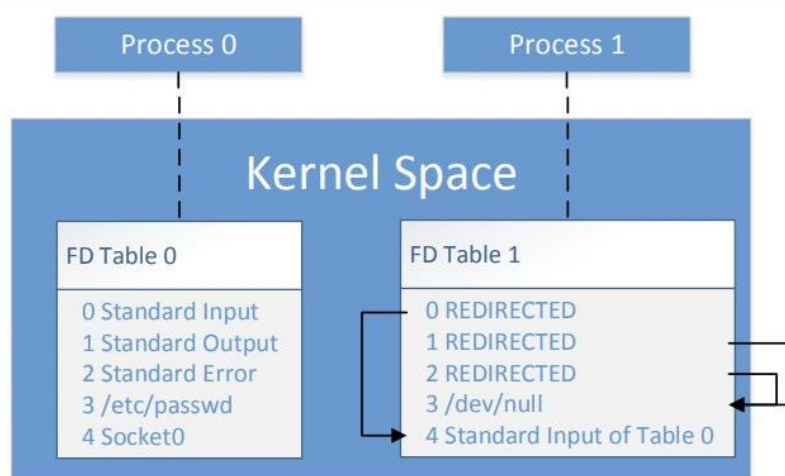 Process 0
Process 1
Kernel Space
FD Table 0
0 Standard Input
1 Standard Output
2 Standard Error
3 /etc/passwd
4 Socket0
FD Table 1
0 REDIRECTED
1 REDIRECTED
2 REDIRECTED
3 /dev/null
4 Standard Input of Table 0